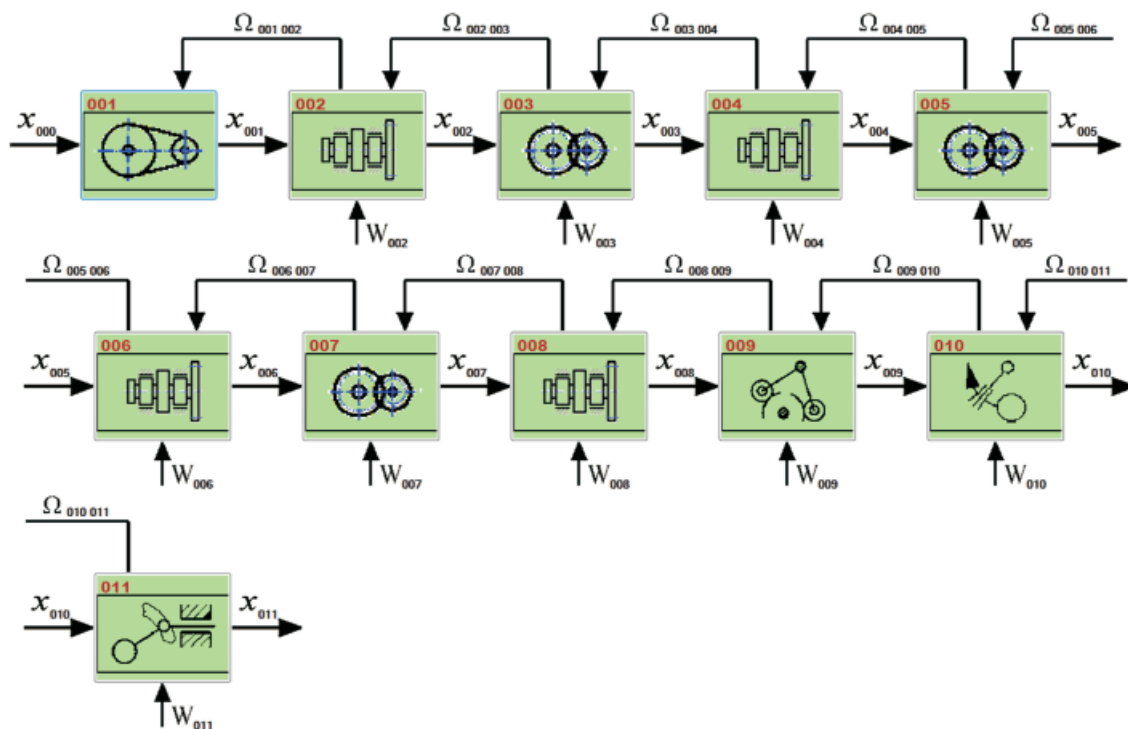 Ω 001 002 Ω 002 003 Ω 003 004 Ω 004 005 Ω 005 006
001 002 003 004 005
x 000 x 001 x 002 x 003 x 004 x 005
W 002 W 003 W 004 W 005
Ω 005 006 Ω 006 007 Ω 007 008 Ω 008 009 Ω 009 010 Ω 010 011
006 007 008 009 010
x 005 x 006 x 007 x 008 x 009 x 010
W 006 W 007 W 008 W 009 W 010
Ω 010 011
011
x 010 x 011
W 011